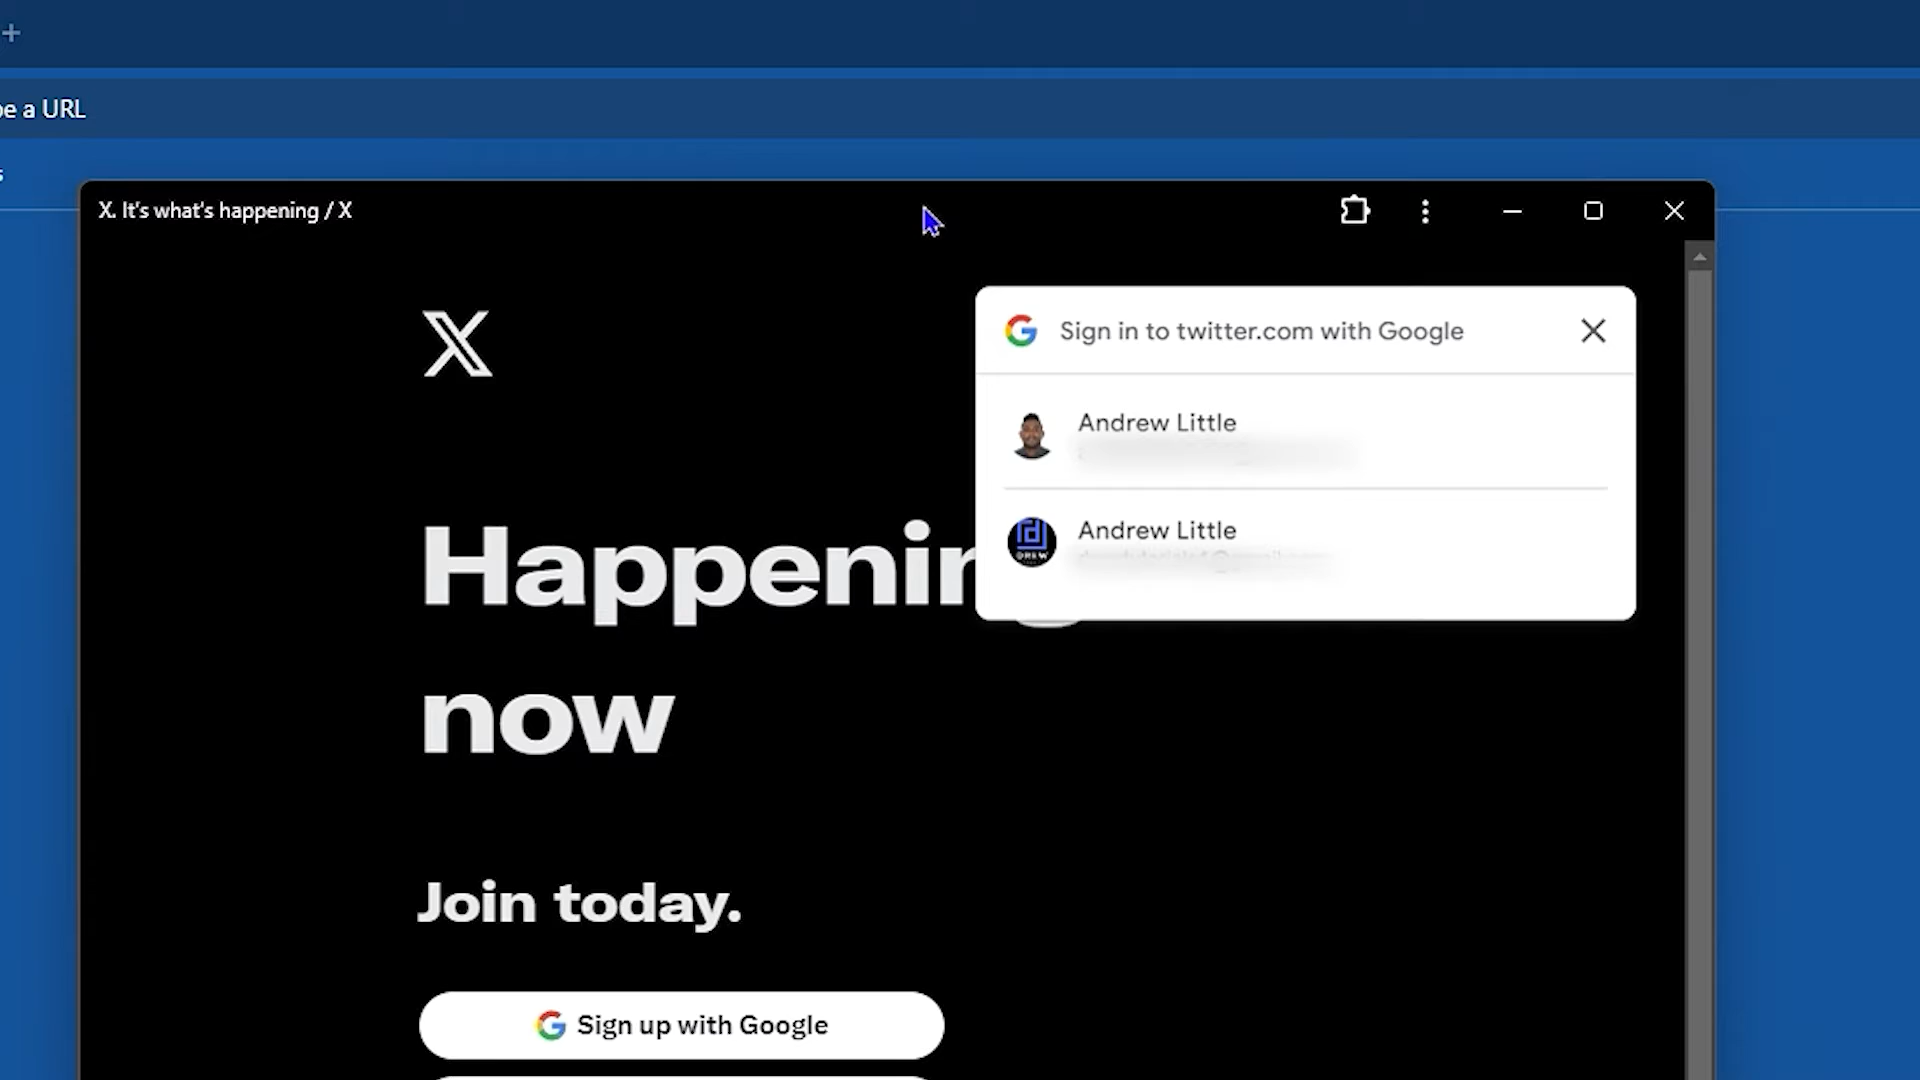 a URL
X. It's what's happening / X
Sign in to twitter.com with Google
Andrew Little
Andrew Little
DREW
now
Join today.
Sign up with Google